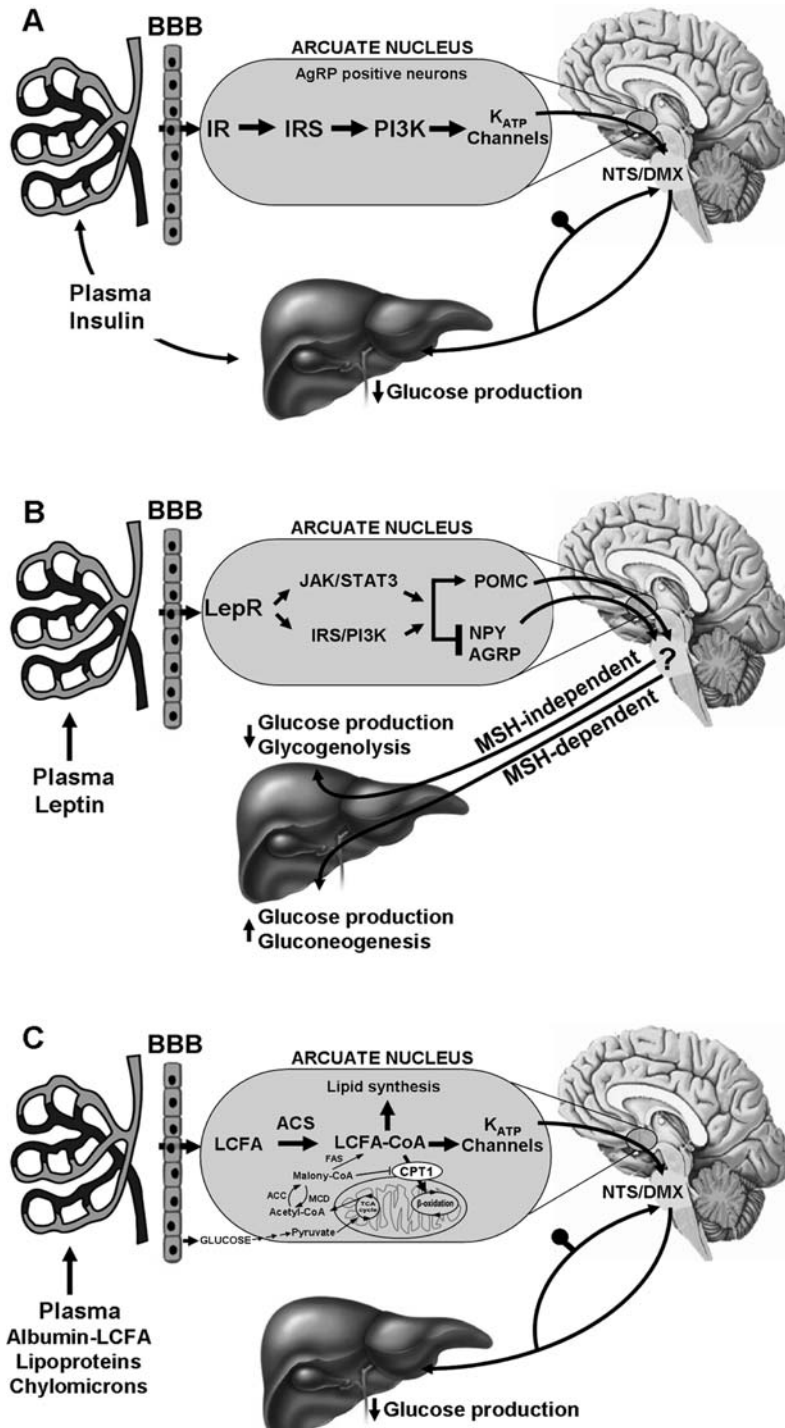 A
BBB
ARCUATE NUCLEUS
AgRP positive neurons
IR IRS PI3K KATP
Channels
NTS/DMX
Plasma
Insulin
Glucose production
B
BBB
ARCUATE NUCLEUS
JAK/STAT3 POMC
LepR
IRS/PI3K NPY
AGRP
?
MSH-independent
MSH-dependent
Glucose production
Glycogenolysis
Plasma
Leptin
Glucose production
Gluconeogenesis
C
BBB
ARCUATE NUCLEUS
Lipid synthesis
LCFA ACS LCFA-CoA KATP
Channels
FAS
Malony-CoA CPT1
ACC MCD
Acetyl-CoA TCA
cycle
β-oxidation
GLUCOSE Pyruvate
NTS/DMX
Plasma
Albumin-LCFA
Lipoproteins
Chylomicrons
Glucose production